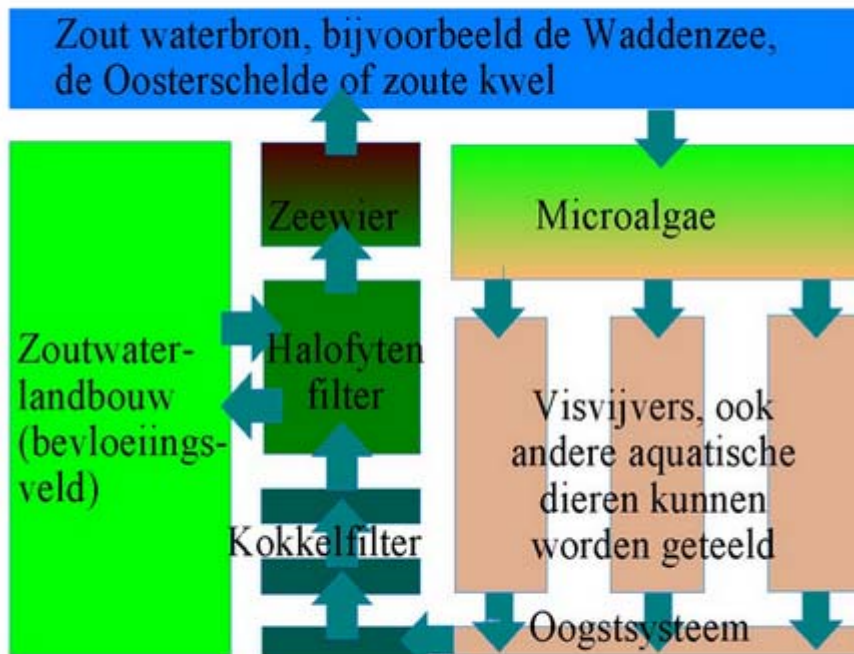 Zout waterbron, bijvoorbeeld de Waddenzee,
de Oosterschelde of zoute kwel
Zeewier
Microalgae
Zoutwater-
landbouw
(bevloeiings-
veld)
Halofyten
filter
Visvijvers, ook
andere aquatische
dieren kunnen
worden geteeld
Kokkelfilter
Oogstsysteem